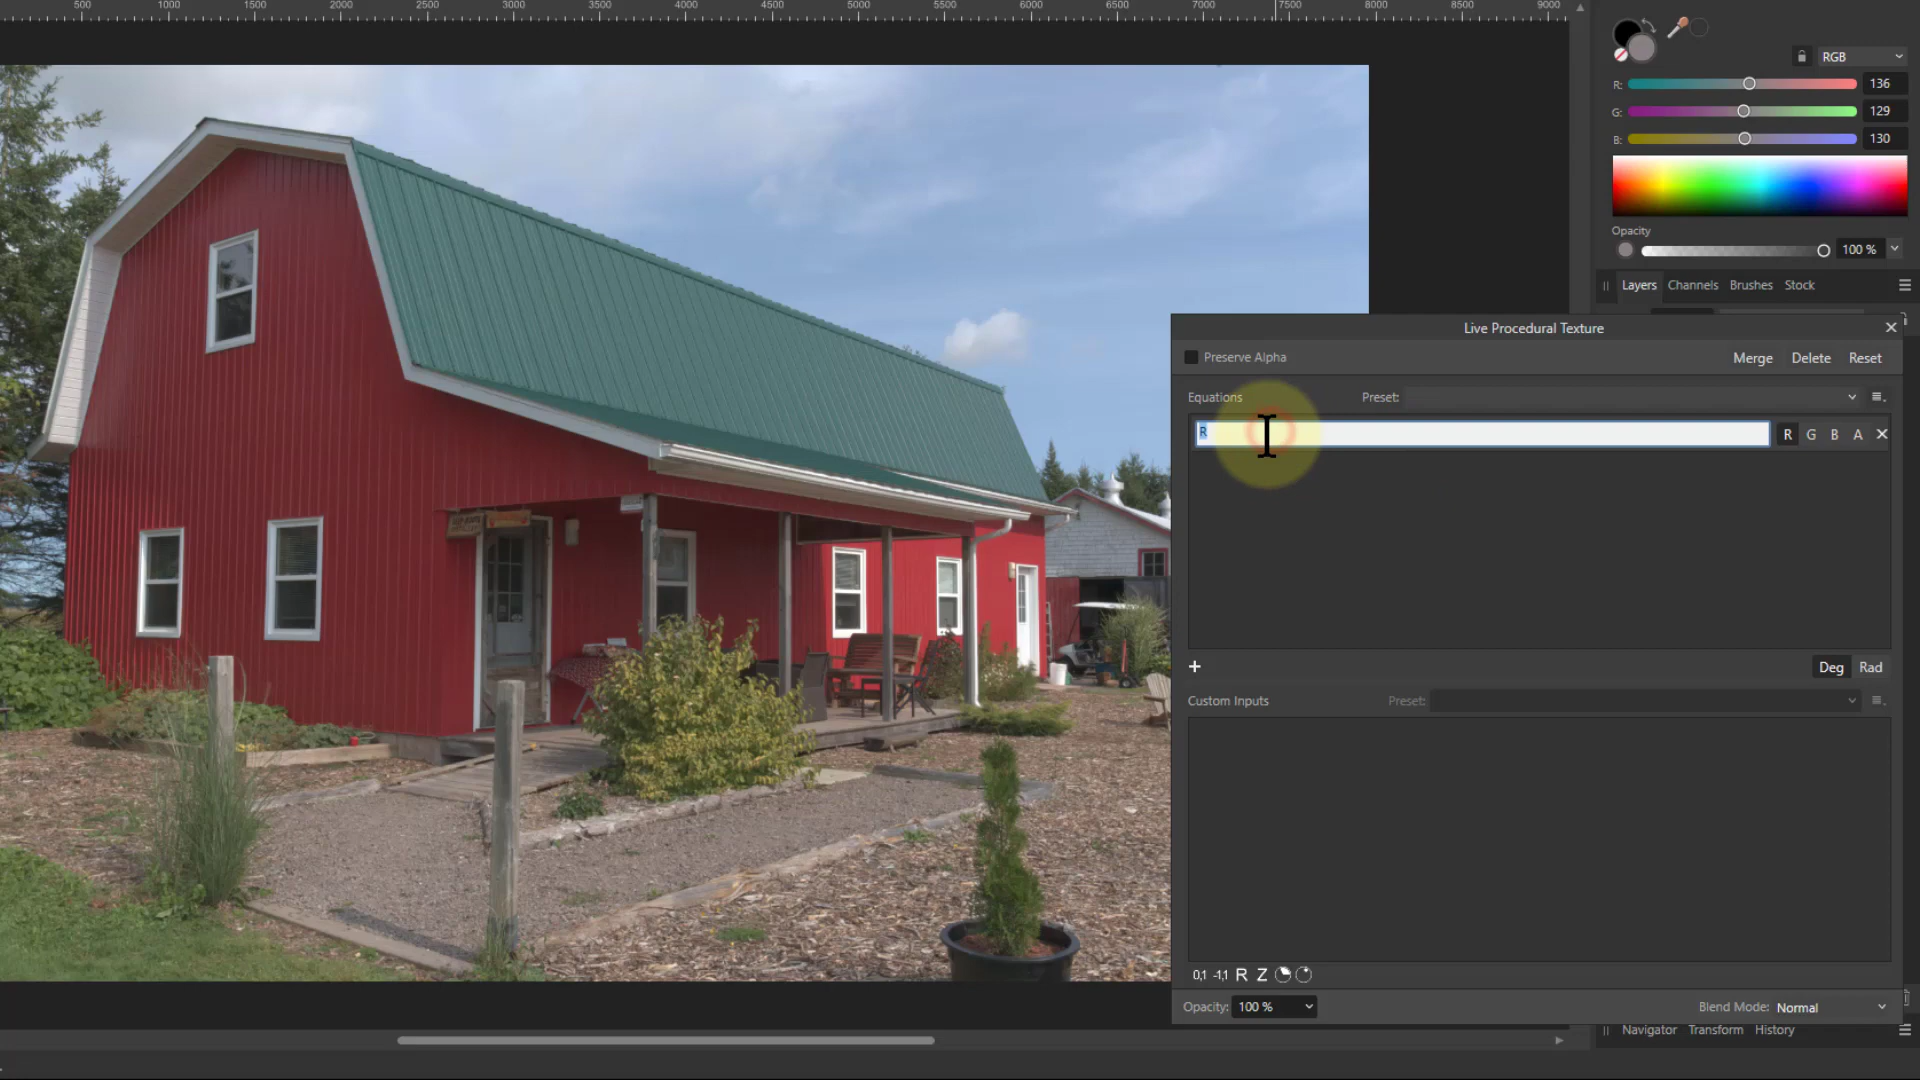 500 1000 1500 2000 2500 3000 3500 4000 4500 5000 5500 6000 6500 7000 7500 8000 8500 9000
RGB
R: 136
G: 129
B: 130
Opacity
100 %
Layers Channels Brushes Stock
Live Procedural Texture
Preserve Alpha Merge Delete Reset
Equations Preset:
R R G B A
Deg Rad
Custom Inputs Preset:
0,1 -1,1 R Z
Opacity: 100 % Blend Mode: Normal
Navigator Transform History